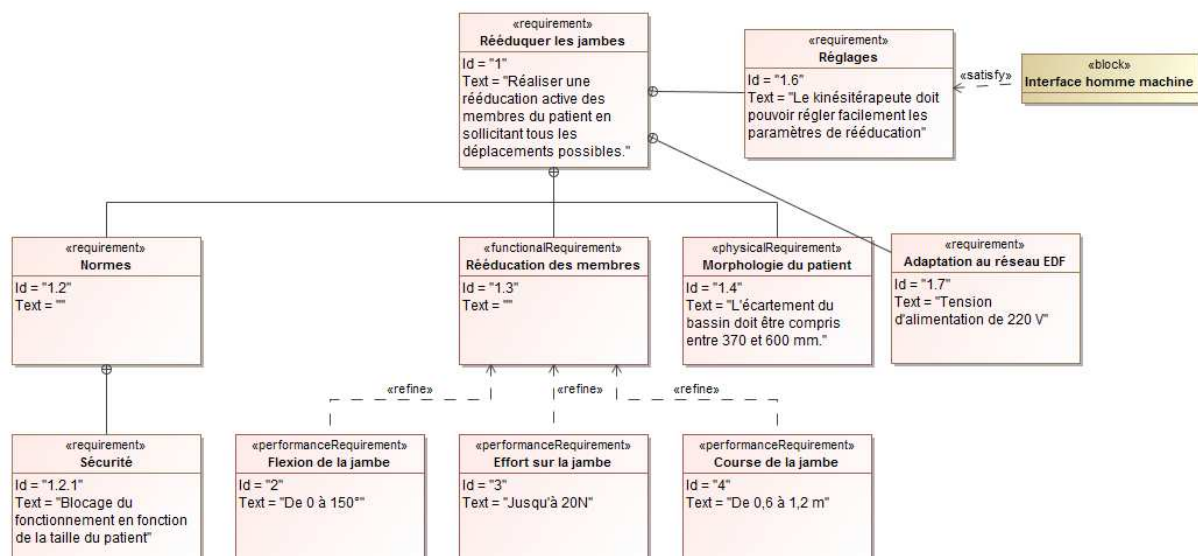 «requirement»
Rééduquer les jambes
Id = "1"
Text = "Réaliser une
rééducation active des
membres du patient en
sollicitant tous les
déplacements possibles."
«requirement»
Réglages
Id = "1.6"
Text = "Le kinésitérapeute doit
pouvoir régler facilement les
paramètres de rééducation"
«satisfy»
«block»
Interface homme machine
«requirement»
Normes
Id = "1.2"
Text = ""
«functionalRequirement»
Rééducation des membres
Id = "1.3"
Text = ""
«physicalRequirement»
Morphologie du patient
Id = "1.4"
Text = "L'écartement du
bassin doit être compris
entre 370 et 600 mm."
«requirement»
Adaptation au réseau EDF
Id = "1.7"
Text = "Tension
d'alimentation de 220 V"
«refine»
«refine»
«refine»
«requirement»
Sécurité
Id = "1.2.1"
Text = "Blocage du
fonctionnement en fonction
de la taille du patient"
«performanceRequirement»
Flexion de la jambe
Id = "2"
Text = "De 0 à 150°"
«performanceRequirement»
Effort sur la jambe
Id = "3"
Text = "Jusqu'à 20N"
«performanceRequirement»
Course de la jambe
Id = "4"
Text = "De 0,6 à 1,2 m"